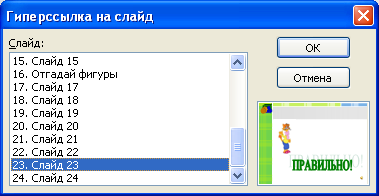 Гиперссылка на слайд
Слайд:
15. Слайд 15
16. Отгадай фигуры
17. Слайд 17
18. Слайд 18
19. Слайд 19
20. Слайд 20
21. Слайд 21
22. Слайд 22
23. Слайд 23
24. Слайд 24
ОК
Отмена
ПРАВИЛЬНО!